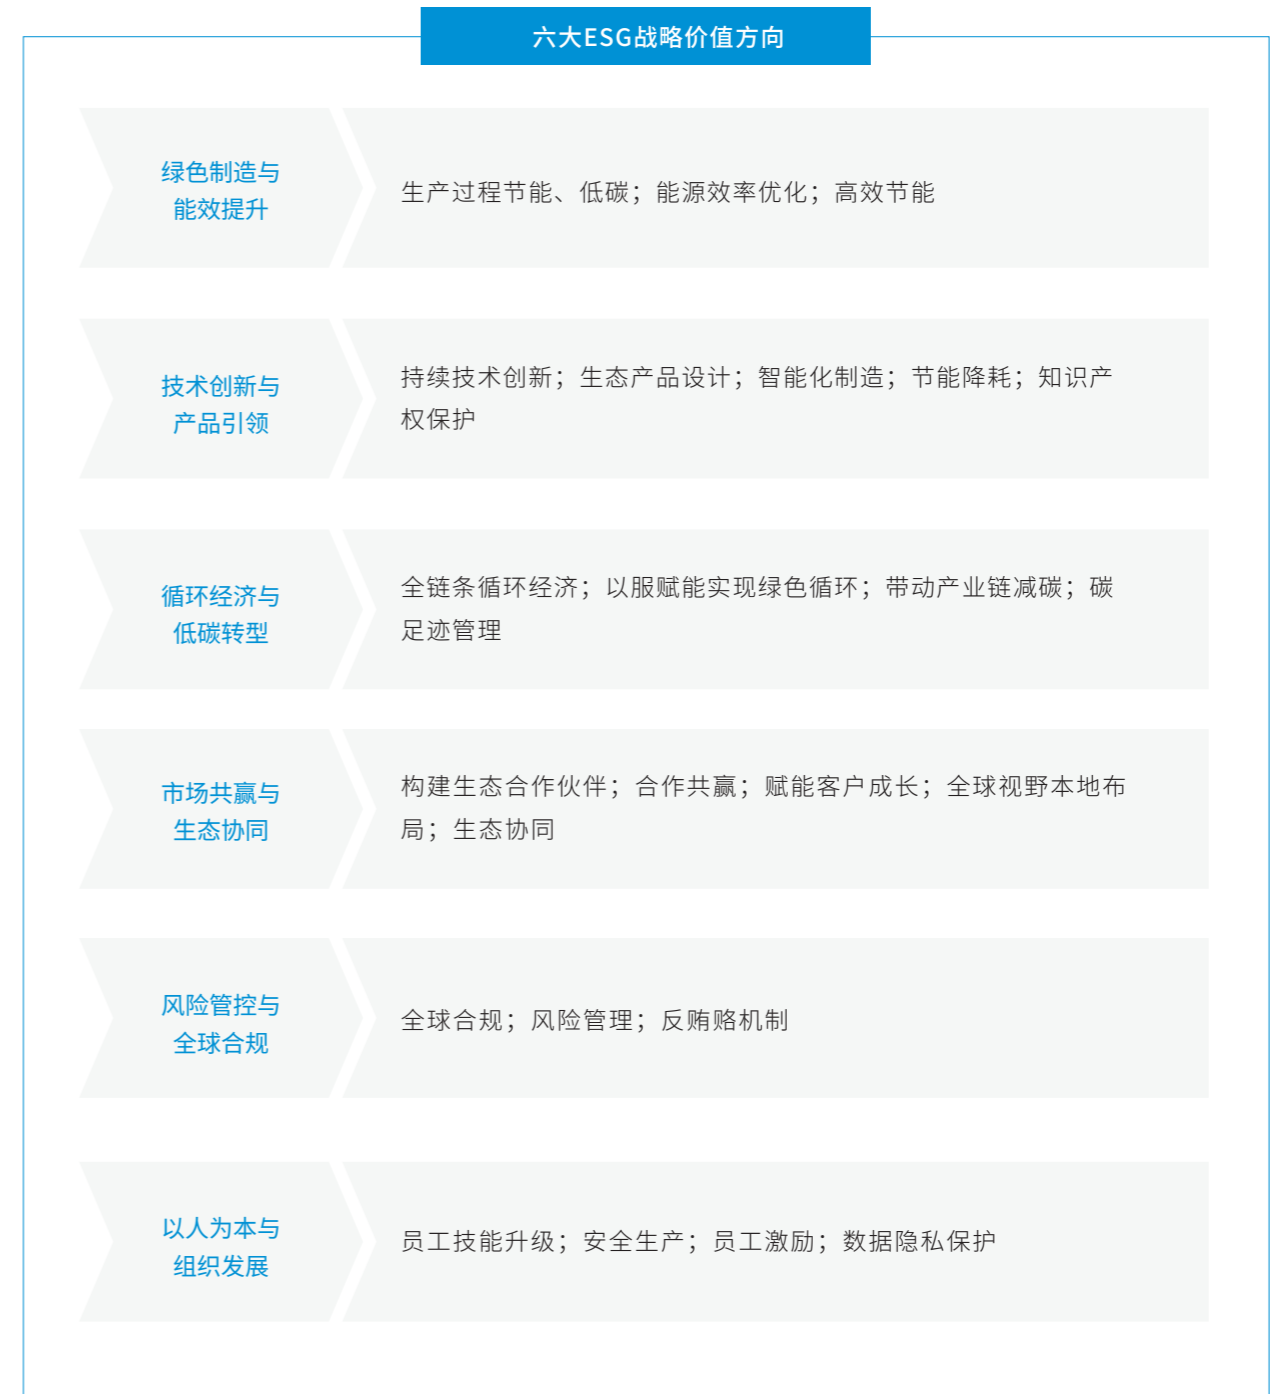 六大ESG战略价值方向
绿色制造与
能效提升
生产过程节能、低碳；能源效率优化；高效节能
技术创新与
产品引领
持续技术创新；生态产品设计；智能化制造；节能降耗；知识产
权保护
循环经济与
低碳转型
全链条循环经济；以服赋能实现绿色循环；带动产业链减碳；碳
足迹管理
市场共赢与
生态协同
构建生态合作伙伴；合作共赢；赋能客户成长；全球视野本地布
局；生态协同
风险管控与
全球合规
全球合规；风险管理；反贿赂机制
以人为本与
组织发展
员工技能升级；安全生产；员工激励；数据隐私保护